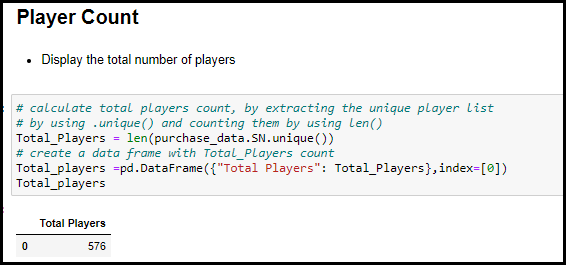 Player Count
• Display the total number of players
# calculate total players count, by extracting the unique player list
# by using .unique() and counting them by using len()
Total_Players = len(purchase_data.SN.unique())
# create a data frame with Total_Players count
Total_players =pd.DataFrame({"Total Players": Total_Players},index=[0])
Total_players
Total Players
0 576